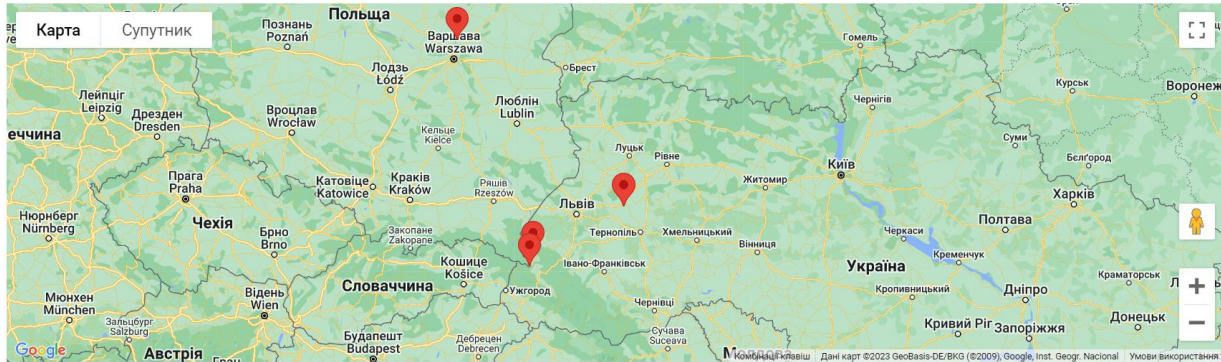 Карта
Супутник
Польща
Познань
Poznań
Варшава
Warszawa
Гомель
Брест
Лодзь
Łódź
Курськ
Воронеж
Лейпциг
Leipzig
Чернігів
Дрезден
Dresden
Вроцлав
Wrocław
Люблін
Lublin
Кельце
Kielce
еччина
Суми
Луцьк
Рівне
Бєлґород
Київ
Прага
Praha
Катовіце
Katowice
Краків
Kraków
Ряшів
Rzeszów
Житомир
Харків
Львів
Нюрнберг
Nürnberg
Чехія
Полтава
Брно
Brno
Закопане
Zakopane
Тернопіль
Хмельницький
Черкаси
Вінниця
Кременчук
Кошице
Košice
Івано-Франківськ
Україна
Краматорськ
Словаччина
Ужгород
Мюнхен
München
Відень
Wien
Кропивницький
Дніпро
Зальцбург
Salzburg
Чернівці
Донецьк
Будапешт
Budapest
Дебрецен
Debrecen
Сучава
Suceava
Кривий Ріг
Запоріжжя
Google
Австрія
Комбінації клавіш
Дані карт ©2023 GeoBasis-DE/BKG (©2009), Google, Inst. Geogr. Nacional
Умови використання